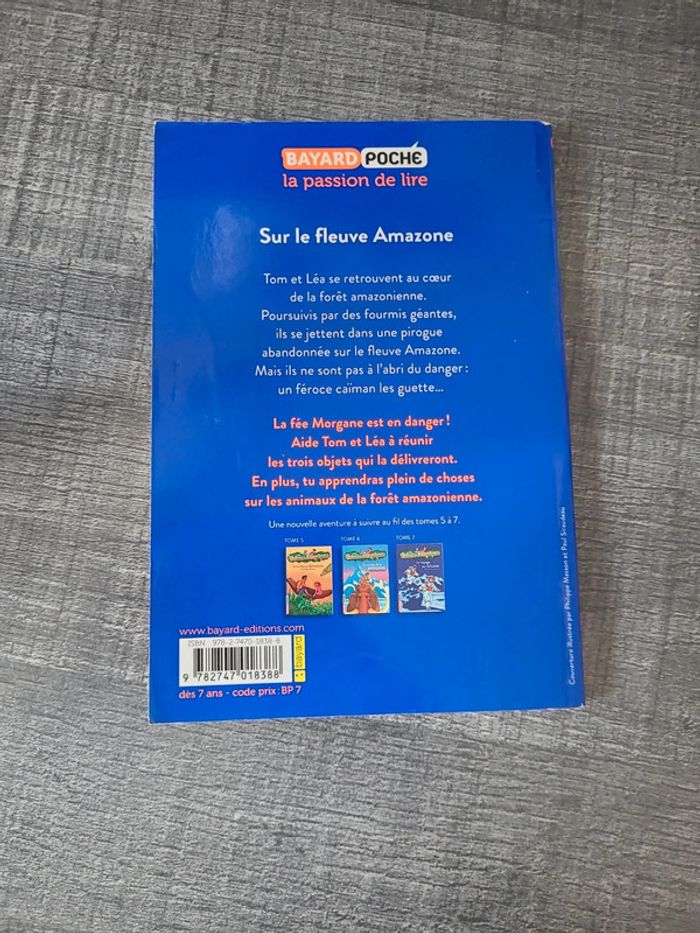 BAYARD POCHE
la passion de lire
Sur le fleuve Amazone
Tom et Léa se retrouvent au cœur
de la forêt amazonienne.
Poursuivis par des fourmis géantes,
ils se jettent dans une pirogue
abandonnée sur le fleuve Amazone.
Mais ils ne sont pas à l'abri du danger :
un féroce caïman les guette...
La fée Morgane est en danger !
Aide Tom et Léa à réunir
les trois objets qui la délivreront.
En plus, tu apprendras plein de choses
sur les animaux de la forêt amazonienne.
Une nouvelle aventure à suivre au fil des tomes 5 à 7.
TOME 5 TOME 6 TOME 7
www.bayard-editions.com
ISBN 978-2-7470-1838-8
9 782747 018388
bayard
dès 7 ans - code prix : BP 7
Couverture illustrée par Philippe Masson et Paul Siraudeau